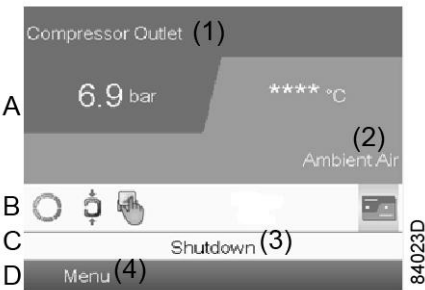 Compressor Outlet (1)
A 6.9 bar **** °C
(2)
Ambient Air
B
C Shutdown (3)
D Menu (4)
84023D